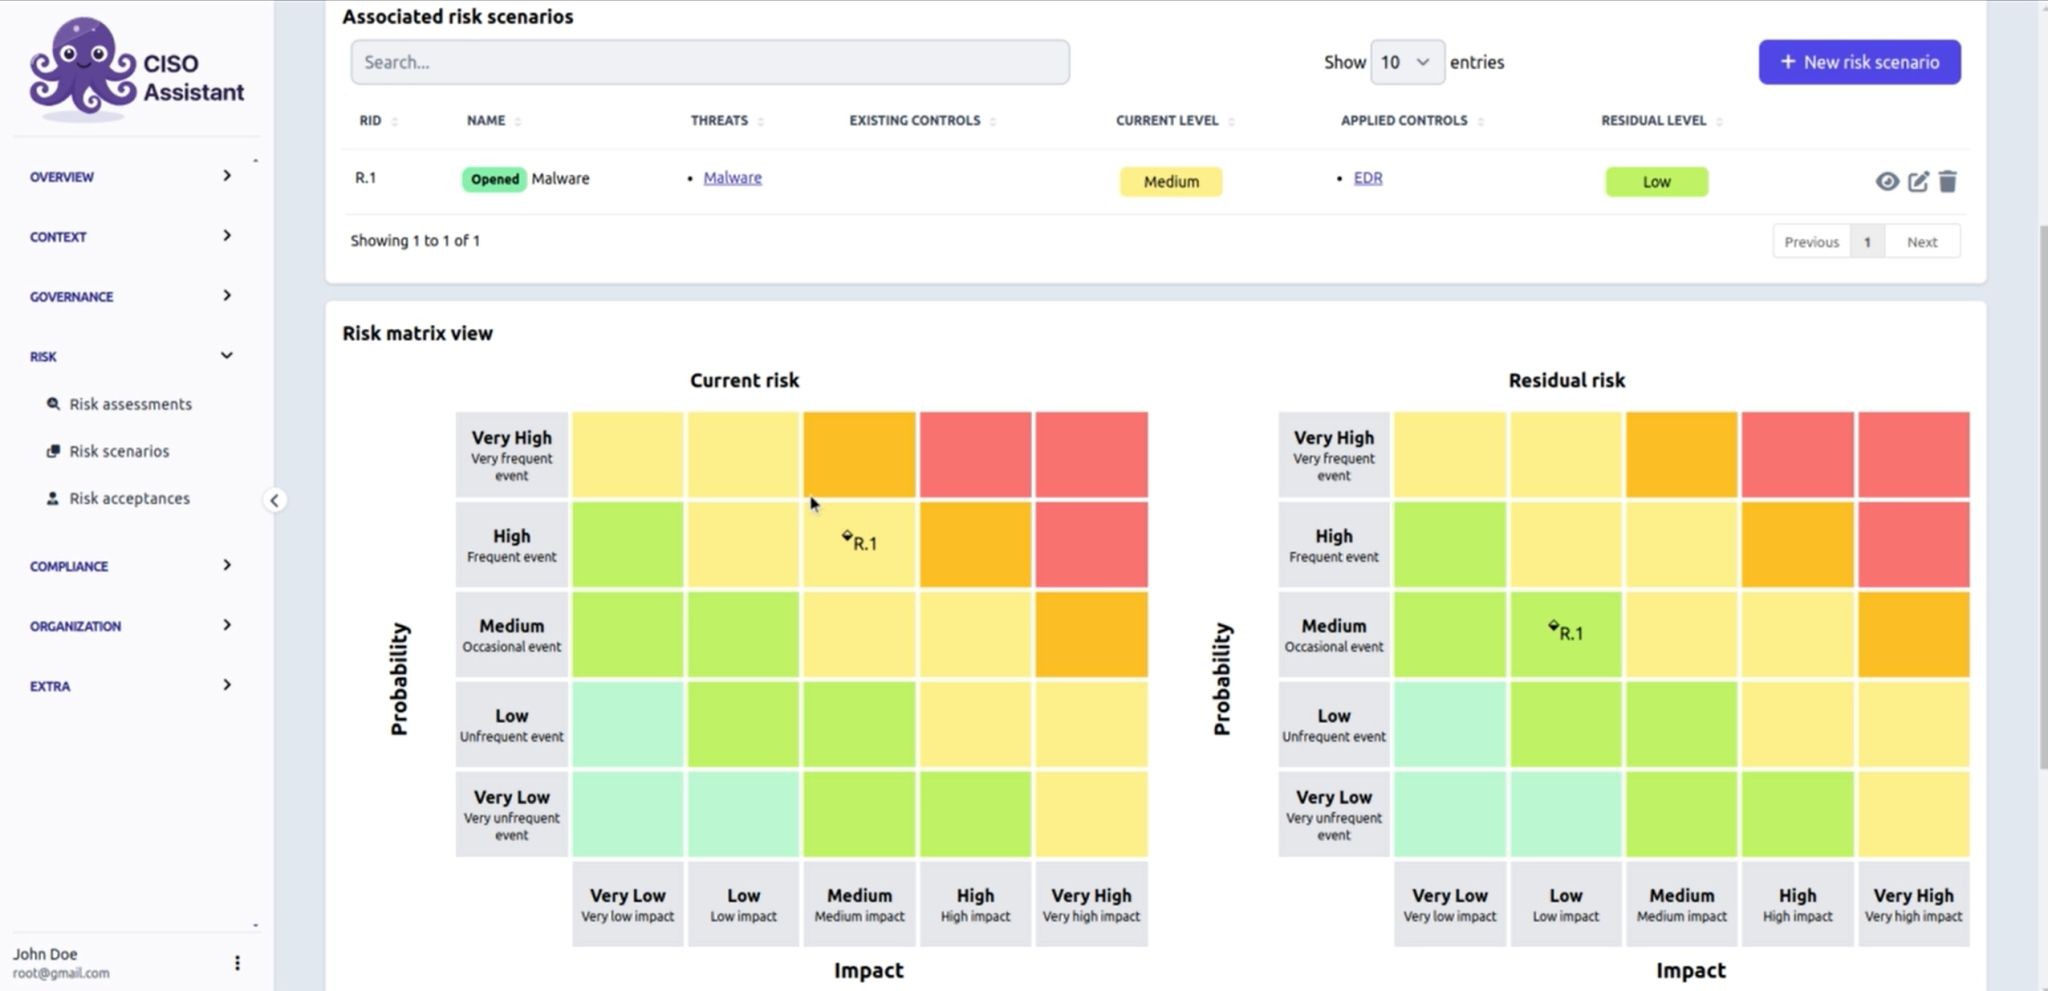 CISO
Assistant
OVERVIEW
CONTEXT
GOVERNANCE
RISK
Risk assessments
Risk scenarios
Risk acceptances
COMPLIANCE
ORGANIZATION
EXTRA
John Doe
root@gmail.com
Associated risk scenarios
Search...
Show 10 entries
+ New risk scenario
RID NAME THREATS EXISTING CONTROLS CURRENT LEVEL APPLIED CONTROLS RESIDUAL LEVEL
R.1 Opened Malware • Malware Medium • EDR Low
Showing 1 to 1 of 1
Previous 1 Next
Risk matrix view
Current risk
Probability
Very High
Very frequent
event
High
Frequent event
R.1
Medium
Occasional event
Low
Unfrequent event
Very Low
Very unfrequent
event
Very Low
Very low impact
Low
Low impact
Medium
Medium impact
High
High impact
Very High
Very high impact
Impact
Residual risk
Probability
Very High
Very frequent
event
High
Frequent event
Medium
Occasional event
R.1
Low
Unfrequent event
Very Low
Very unfrequent
event
Very Low
Very low impact
Low
Low impact
Medium
Medium impact
High
High impact
Very High
Very high impact
Impact